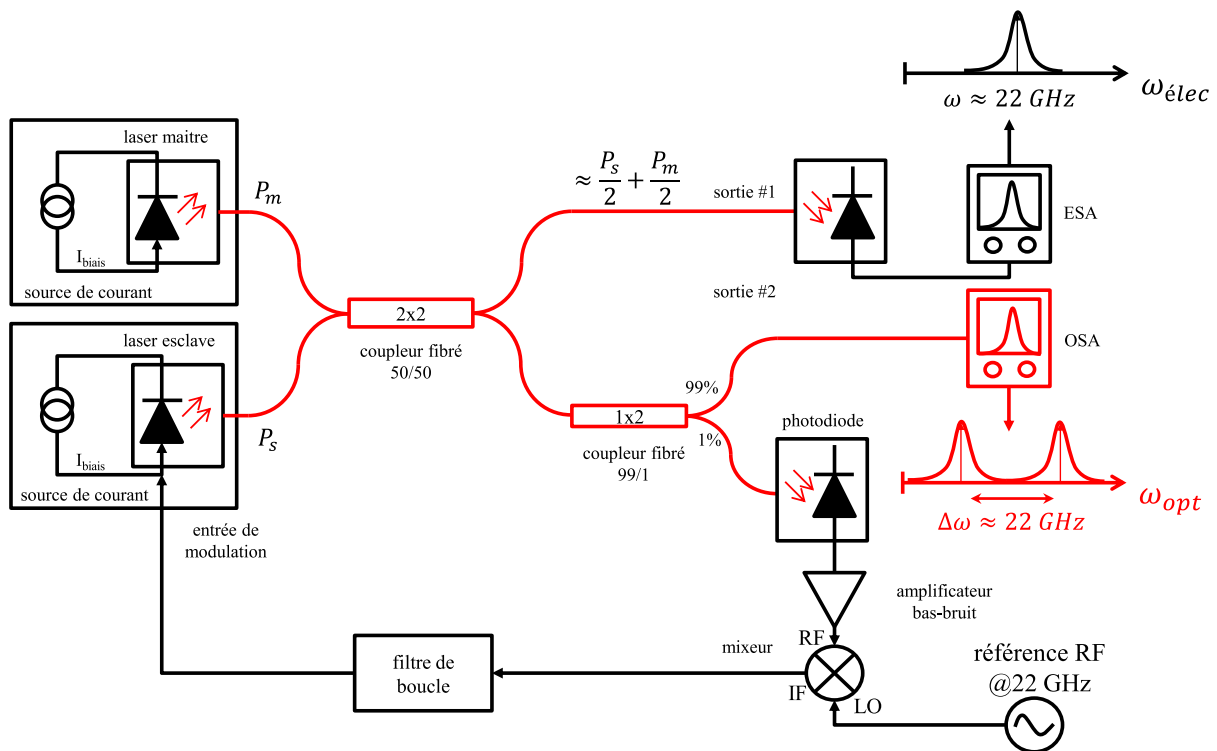 laser maitre
I_biais
source de courant
P_m
laser esclave
I_biais
source de courant
P_s
2x2
coupleur fibré
50/50
≈ P_s/2 + P_m/2
sortie #1
sortie #2
ω ≈ 22 GHz
ω_élec
ESA
OSA
99%
1%
1x2
coupleur fibré
99/1
photodiode
Δω ≈ 22 GHz
ω_opt
entrée de
modulation
amplificateur
bas-bruit
RF
mixeur
IF
LO
filtre de
boucle
référence RF
@22 GHz